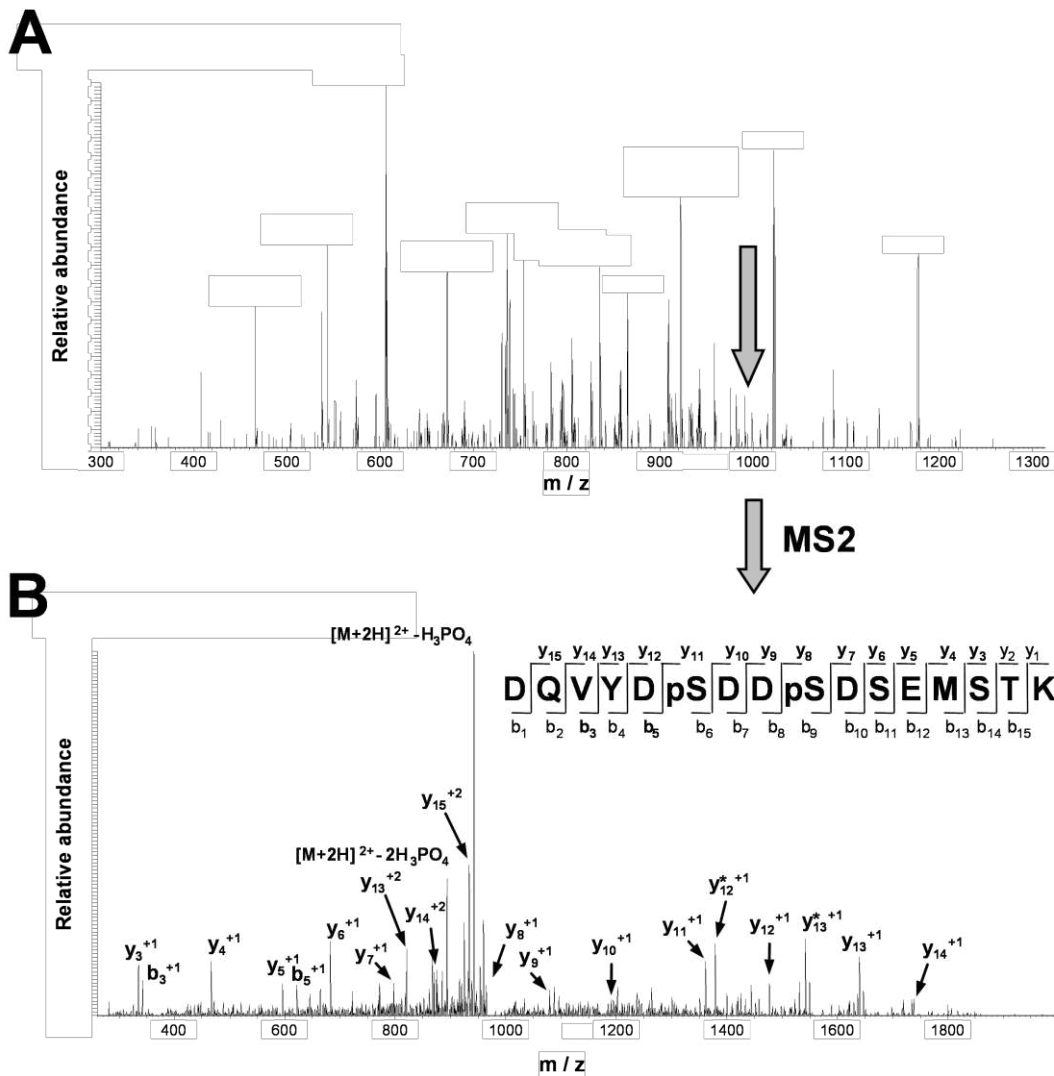 A
Relative abundance
300 400 500 600 700 800 900 1000 1100 1200 1300
m / z
MS2
B
[M+2H]²⁺ - H₃PO₄
y₁₅ y₁₄ y₁₃ y₁₂ y₁₁ y₁₀ y₉ y₈ y₇ y₆ y₅ y₄ y₃ y₂ y₁
D Q V Y D pS D D pS D S E M S T K
b₁ b₂ b₃ b₄ b₅ b₆ b₇ b₈ b₉ b₁₀ b₁₁ b₁₂ b₁₃ b₁₄ b₁₅
Relative abundance
y₁₅⁺²
[M+2H]²⁺- 2H₃PO₄
y₁₃⁺²
y₁₄⁺²
y₃⁺¹
b₃⁺¹
y₄⁺¹
y₅⁺¹
b₅⁺¹
y₆⁺¹
y₇⁺¹
y₈⁺¹
y₉⁺¹
y₁₀⁺¹
y₁₁⁺¹
y₁₂*⁺¹
y₁₂⁺¹
y₁₃*⁺¹
y₁₃⁺¹
y₁₄⁺¹
400 600 800 1000 1200 1400 1600 1800
m / z